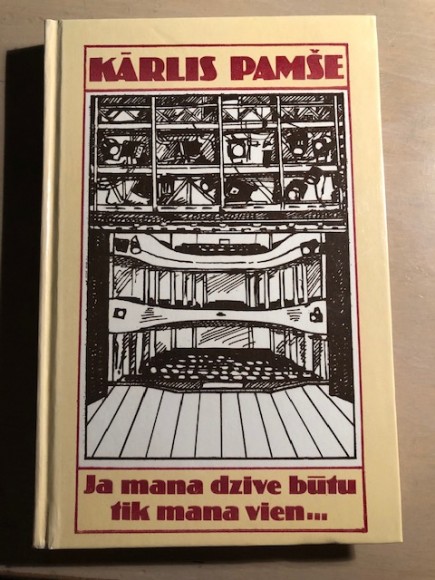 KĀRLIS PAMŠE
Ja mana dzive būtu
tik mana vien...